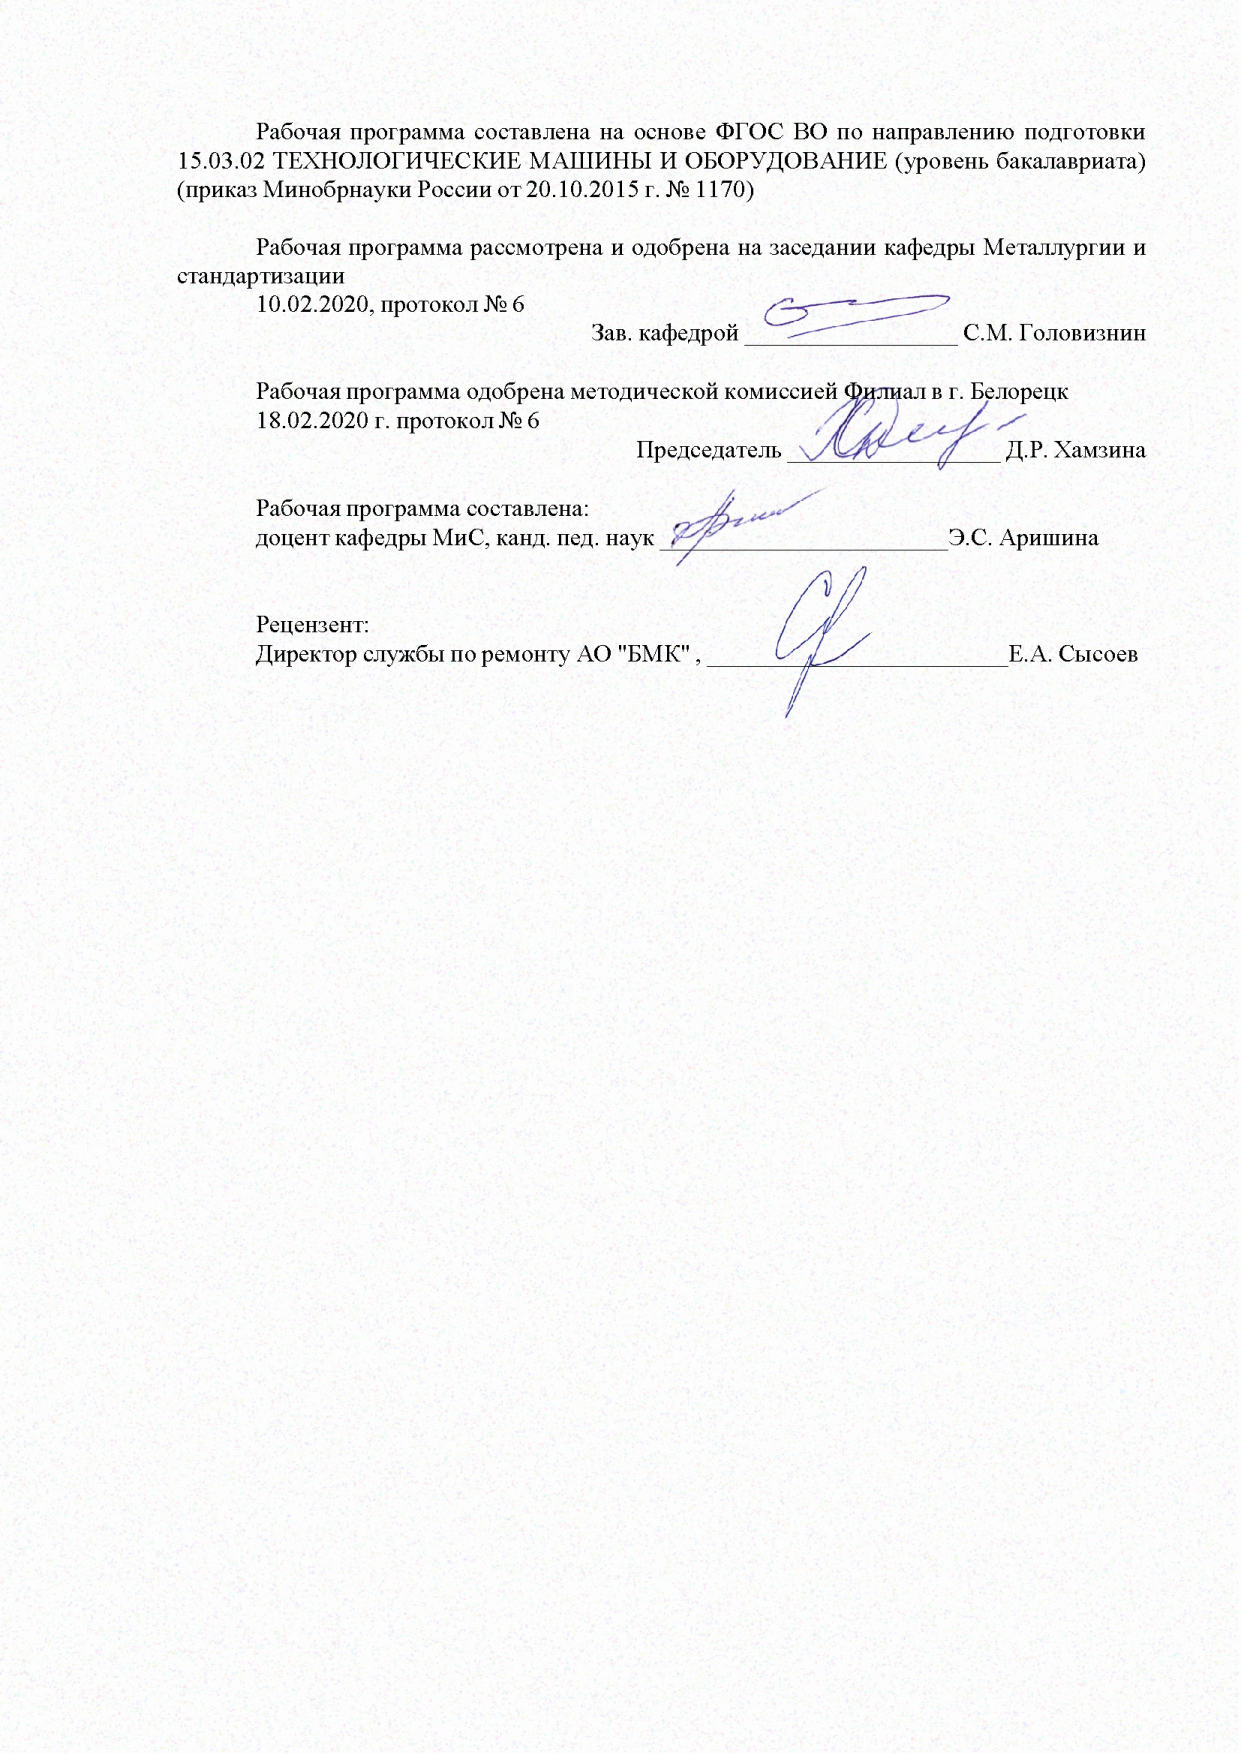 Рабочая программа составлена на основе ФГОС ВО по направлению подготовки
15.03.02 ТЕХНОЛОГИЧЕСКИЕ МАШИНЫ И ОБОРУДОВАНИЕ (уровень бакалавриата)
(приказ Минобрнауки России от 20.10.2015 г. № 1170)
Рабочая программа рассмотрена и одобрена на заседании кафедры Металлургии и
стандартизации
10.02.2020, протокол № 6
Зав. кафедрой _________________ С.М. Головизнин
Рабочая программа одобрена методической комиссией Филиал в г. Белорецк
18.02.2020 г. протокол № 6
Председатель _________________ Д.Р. Хамзина
Рабочая программа составлена:
доцент кафедры МиС, канд. пед. наук _______________________Э.С. Аришина
Рецензент:
Директор службы по ремонту АО "БМК" , ________________________Е.А. Сысоев